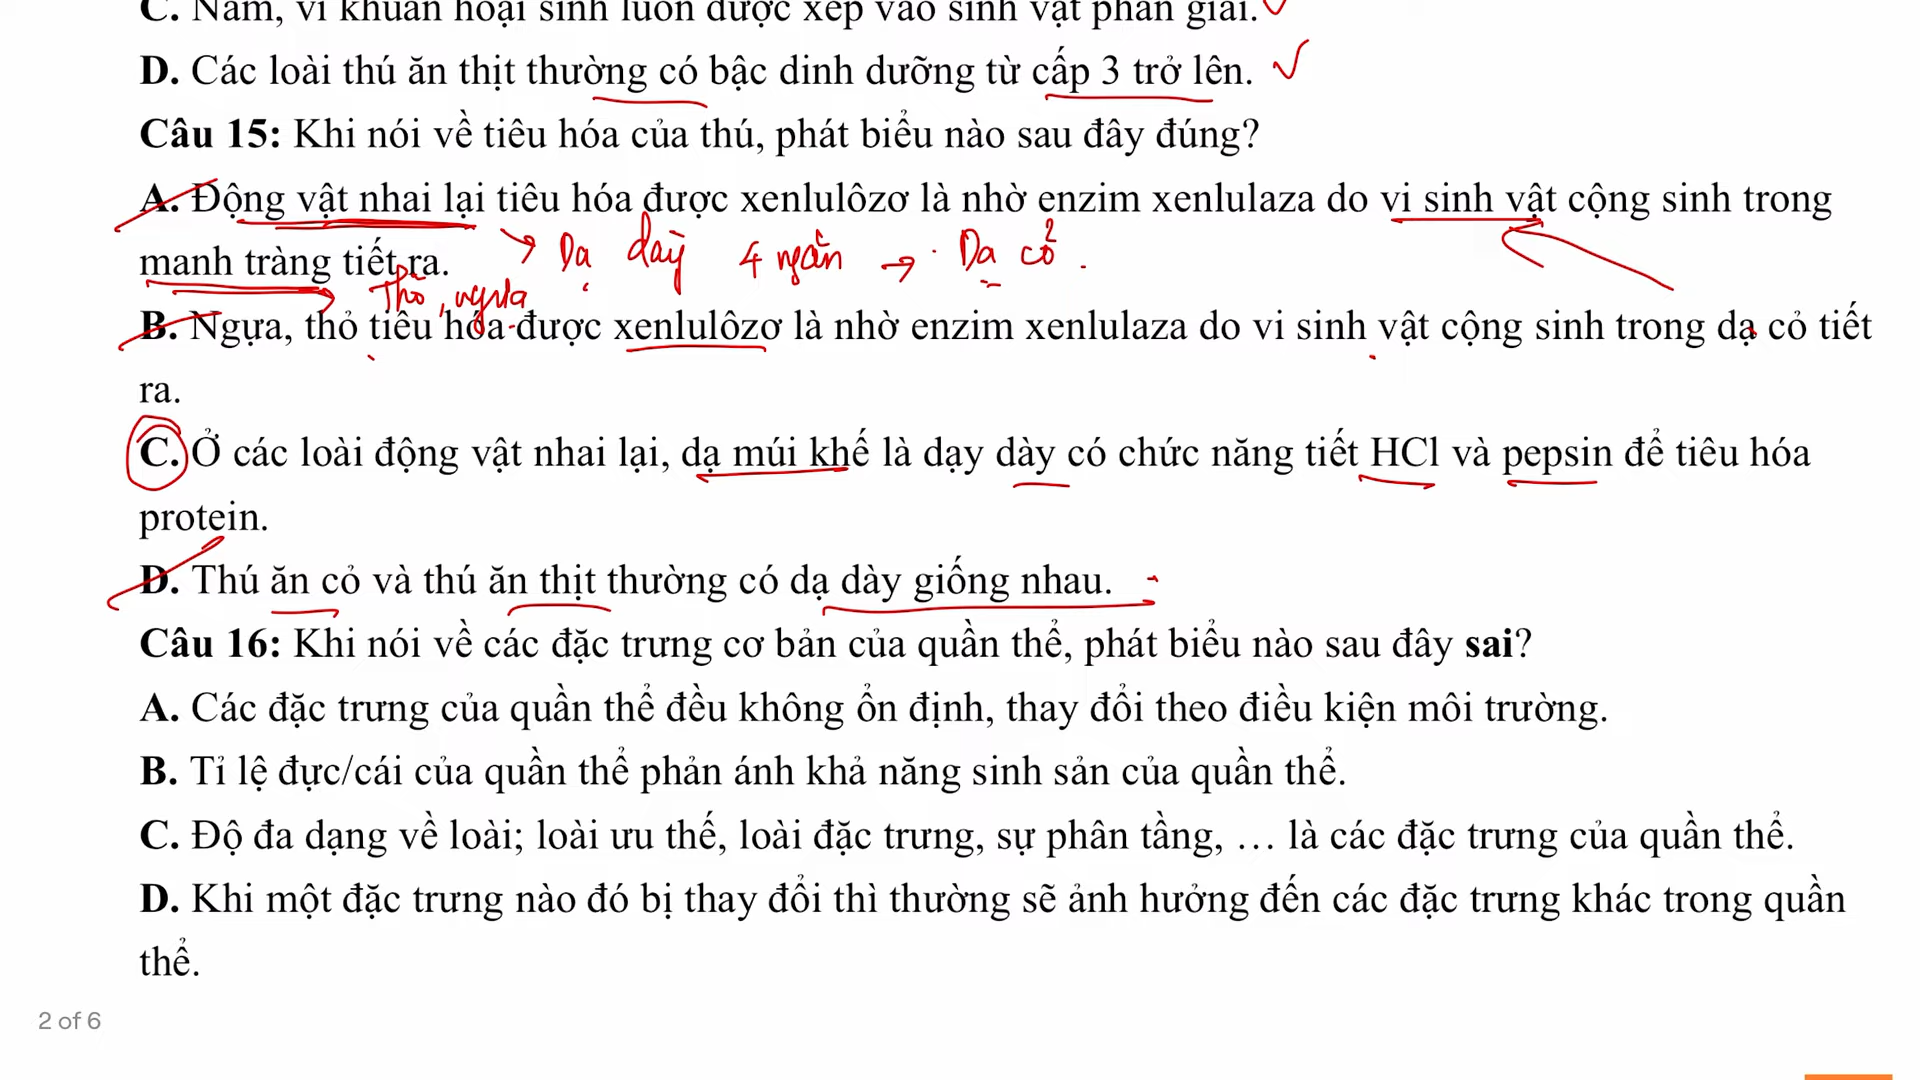 C. Nấm, vi khuẩn hoại sinh luôn được xếp vào sinh vật phân giải.
D. Các loài thú ăn thịt thường có bậc dinh dưỡng từ cấp 3 trở lên.
Câu 15: Khi nói về tiêu hóa của thú, phát biểu nào sau đây đúng?
A. Động vật nhai lại tiêu hóa được xenlulôzơ là nhờ enzim xenlulaza do vi sinh vật cộng sinh trong
manh tràng tiết ra.
Dạ dày 4 ngăn → Dạ cỏ.
Thỏ, ngựa
B. Ngựa, thỏ tiêu hóa được xenlulôzơ là nhờ enzim xenlulaza do vi sinh vật cộng sinh trong dạ cỏ tiết
ra.
C. Ở các loài động vật nhai lại, dạ múi khế là dạy dày có chức năng tiết HCl và pepsin để tiêu hóa
protein.
D. Thú ăn cỏ và thú ăn thịt thường có dạ dày giống nhau.
Câu 16: Khi nói về các đặc trưng cơ bản của quần thể, phát biểu nào sau đây sai?
A. Các đặc trưng của quần thể đều không ổn định, thay đổi theo điều kiện môi trường.
B. Tỉ lệ đực/cái của quần thể phản ánh khả năng sinh sản của quần thể.
C. Độ đa dạng về loài; loài ưu thế, loài đặc trưng, sự phân tầng, … là các đặc trưng của quần thể.
D. Khi một đặc trưng nào đó bị thay đổi thì thường sẽ ảnh hưởng đến các đặc trưng khác trong quần
thể.
2 of 6